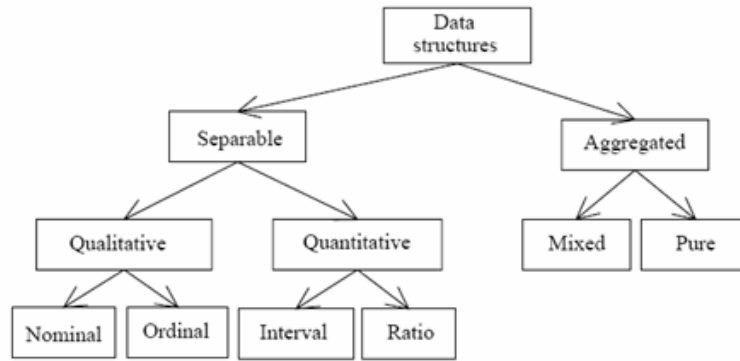 Data
structures
Separable
Aggregated
Qualitative
Quantitative
Mixed
Pure
Nominal
Ordinal
Interval
Ratio